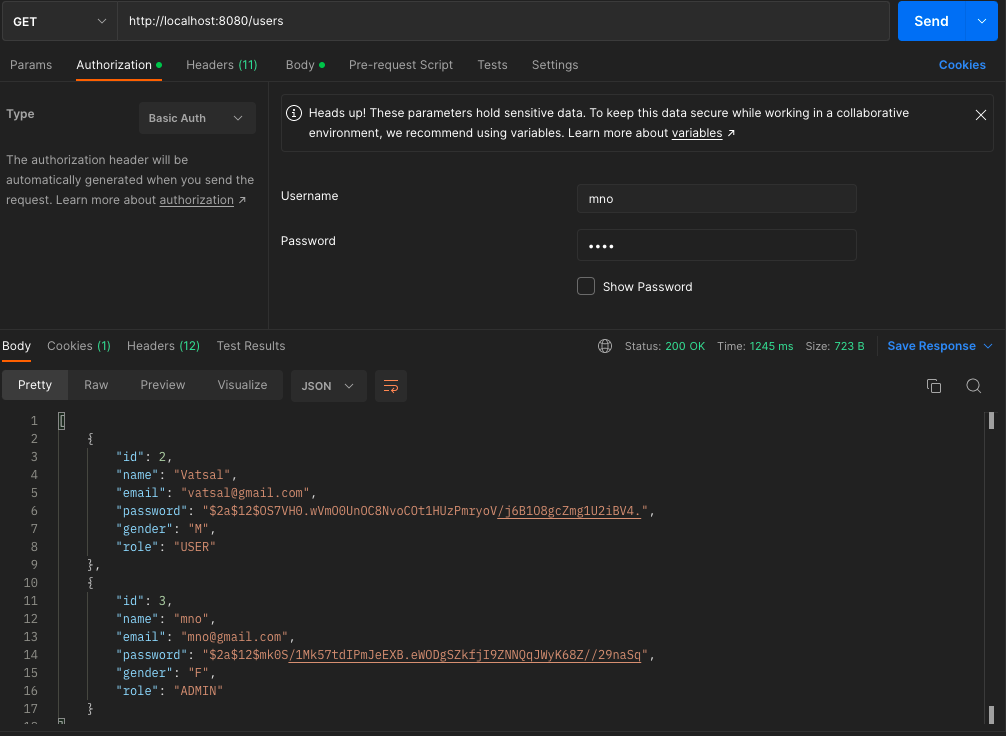 GET http://localhost:8080/users Send
Params Authorization Headers (11) Body Pre-request Script Tests Settings Cookies
Type Basic Auth
The authorization header will be
automatically generated when you send the
request. Learn more about authorization ↗
Heads up! These parameters hold sensitive data. To keep this data secure while working in a collaborative
environment, we recommend using variables. Learn more about variables ↗
Username mno
Password ••••
Show Password
Body Cookies (1) Headers (12) Test Results Status: 200 OK Time: 1245 ms Size: 723 B Save Response
Pretty Raw Preview Visualize JSON
1 [
2 {
3 "id": 2,
4 "name": "Vatsal",
5 "email": "vatsal@gmail.com",
6 "password": "$2a$12$OS7VH0.wVmO0UnOC8NvoCOt1HUzPmryoV/j6B1O8gcZmg1U2iBV4.",
7 "gender": "M",
8 "role": "USER"
9 },
10 {
11 "id": 3,
12 "name": "mno",
13 "email": "mno@gmail.com",
14 "password": "$2a$12$mk0S/1Mk57tdIPmJeEXB.eWODgSZkfjI9ZNNQqJWyK68Z//29naSq",
15 "gender": "F",
16 "role": "ADMIN"
17 }
18 ]